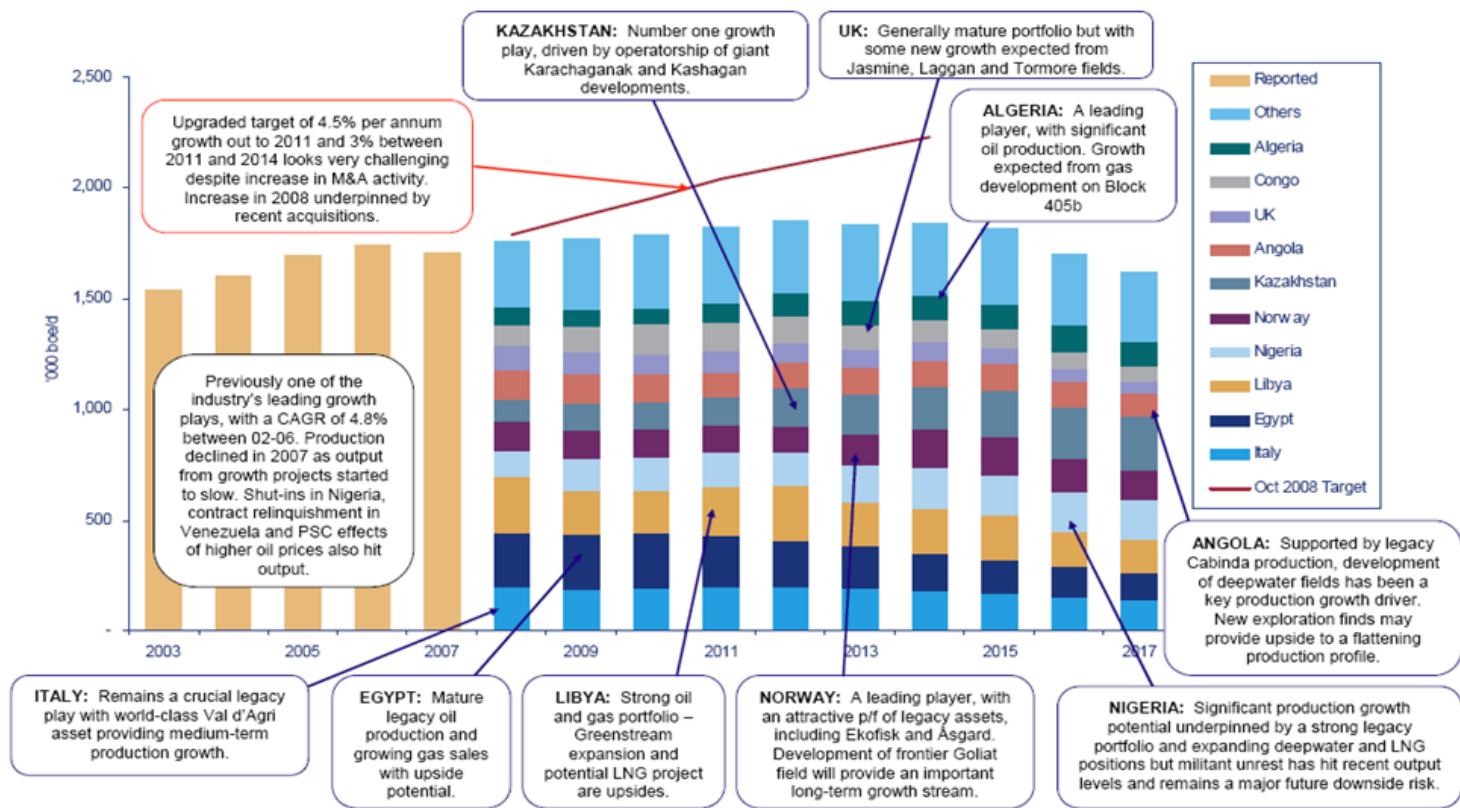 KAZAKHSTAN: Number one growth
play, driven by operatorship of giant
Karachaganak and Kashagan
developments.
UK: Generally mature portfolio but with
some new growth expected from
Jasmine, Laggan and Tormore fields.
ALGERIA: A leading
player, with significant
oil production. Growth
expected from gas
development on Block
405b
Upgraded target of 4.5% per annum
growth out to 2011 and 3% between
2011 and 2014 looks very challenging
despite increase in M&A activity.
Increase in 2008 underpinned by
recent acquisitions.
Previously one of the
industry's leading growth
plays, with a CAGR of 4.8%
between 02-06. Production
declined in 2007 as output
from growth projects started
to slow. Shut-ins in Nigeria,
contract relinquishment in
Venezuela and PSC effects
of higher oil prices also hit
output.
'000 boe/d
2,500
2,000
1,500
1,000
500
-
2003
2005
2007
2009
2011
2013
2015
2017
Reported
Others
Algeria
Congo
UK
Angola
Kazakhstan
Norway
Nigeria
Libya
Egypt
Italy
Oct 2008 Target
ANGOLA: Supported by legacy
Cabinda production, development
of deepwater fields has been a
key production growth driver.
New exploration finds may
provide upside to a flattening
production profile.
ITALY: Remains a crucial legacy
play with world-class Val d'Agri
asset providing medium-term
production growth.
EGYPT: Mature
legacy oil
production and
growing gas sales
with upside
potential.
LIBYA: Strong oil
and gas portfolio –
Greenstream
expansion and
potential LNG project
are upsides.
NORWAY: A leading player, with
an attractive p/f of legacy assets,
including Ekofisk and Åsgard.
Development of frontier Goliat
field will provide an important
long-term growth stream.
NIGERIA: Significant production growth
potential underpinned by a strong legacy
portfolio and expanding deepwater and LNG
positions but militant unrest has hit recent output
levels and remains a major future downside risk.